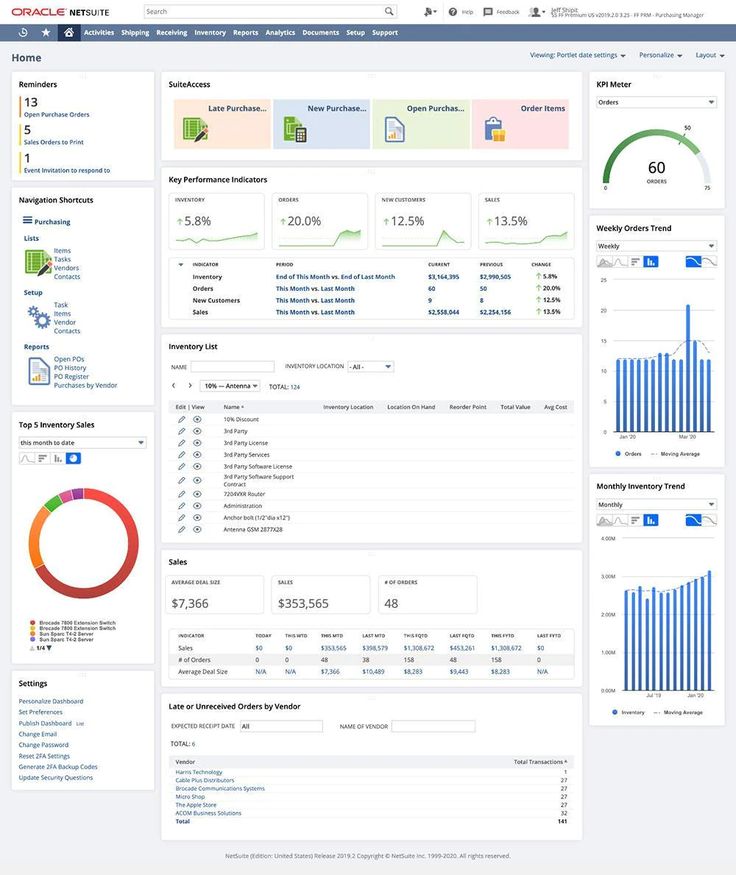 ORACLE NETSUITE
Search
Help
Feedback
Jeff Shipit
SS FF Premium US v2019.2.0 3.25 - FF PRM - Purchasing Manager
Activities Shipping Receiving Inventory Reports Analytics Documents Setup Support
Home
Viewing: Portlet date settings Personalize Layout
Reminders
13
Open Purchase Orders
5
Sales Orders to Print
1
Event Invitation to respond to
Navigation Shortcuts
Purchasing
Lists
Items
Tasks
Vendors
Contacts
Setup
Task
Items
Vendor
Contacts
Reports
Open POs
PO History
PO Register
Purchases by Vendor
Top 5 Inventory Sales
this month to date
Brocade 7800 Extension Switch
Brocade 7800 Extension Switch
Sun Sparc T4-2 Server
Sun Sparc T4-2 Server
1/4
Settings
Personalize Dashboard
Set Preferences
Publish Dashboard List
Change Email
Change Password
Reset 2FA Settings
Generate 2FA Backup Codes
Update Security Questions
SuiteAccess
Late Purchase...
New Purchase...
Open Purchas...
Order Items
Key Performance Indicators
INVENTORY
5.8%
ORDERS
20.0%
NEW CUSTOMERS
12.5%
SALES
13.5%
INDICATOR PERIOD CURRENT PREVIOUS CHANGE
Inventory End of This Month vs. End of Last Month $3,164,395 $2,990,505 5.8%
Orders This Month vs. Last Month 60 50 20.0%
New Customers This Month vs. Last Month 9 8 12.5%
Sales This Month vs. Last Month $2,558,044 $2,254,156 13.5%
Inventory List
NAME INVENTORY LOCATION - All -
10% — Antenna TOTAL: 124
Edit | View Name Inventory Location Location On Hand Reorder Point Total Value Avg Cost
10% Discount
3rd Party
3rd Party License
3rd Party Services
3rd Party Software License
3rd Party Software Support
Contract
7204VXR Router
Administration
Anchor bolt (1/2"dia x12")
Antenna GSM 2877X28
Sales
AVERAGE DEAL SIZE
$7,366
SALES
$353,565
# OF ORDERS
48
INDICATOR TODAY THIS WTD THIS MTD LAST MTD THIS FQTD LAST FQTD THIS FYTD LAST FYTD
Sales $0 $0 $353,565 $398,579 $1,308,672 $453,261 $1,308,672 $0
# of Orders 0 0 48 38 158 48 158 0
Average Deal Size N/A N/A $7,366 $10,489 $8,283 $9,443 $8,283 N/A
Late or Unreceived Orders by Vendor
EXPECTED RECEIPT DATE All NAME OF VENDOR
TOTAL: 6
Vendor Total Transactions
Harris Technology 1
Cable Plus Distributors 27
Brocade Communications Systems 27
Micro Shop 27
The Apple Store 27
ACOM Business Solutions 32
Total 141
KPI Meter
Orders
50
60
ORDERS
0 75
Weekly Orders Trend
Weekly
25
20
15
10
5
0
Jan '20 Mar '20
Orders Moving Average
Monthly Inventory Trend
Monthly
4.00M
3.00M
2.00M
1.00M
0.00M
Jul '19 Jan '20
Inventory Moving Average
NetSuite (Edition: United States) Release 2019.2 Copyright © NetSuite Inc. 1999-2020. All rights reserved.